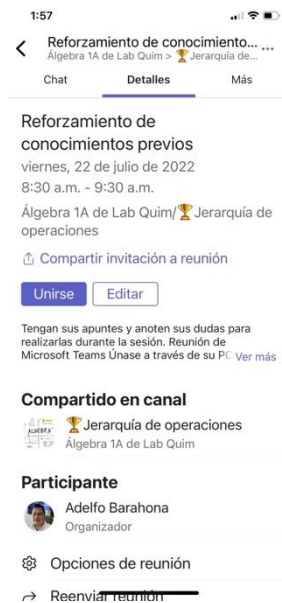 1:57
Reforzamiento de conocimiento...
Álgebra 1A de Lab Quim > 🏆Jerarquía de...
Chat
Detalles
Más
Reforzamiento de
conocimientos previos
viernes, 22 de julio de 2022
8:30 a.m. - 9:30 a.m.
Álgebra 1A de Lab Quim/🏆Jerarquía de
operaciones
Compartir invitación a reunión
Unirse
Editar
Tengan sus apuntes y anoten sus dudas para
realizarlas durante la sesión. Reunión de
Microsoft Teams Únase a través de su PC Ver más
Compartido en canal
ÁLGEBRA
🏆Jerarquía de operaciones
Álgebra 1A de Lab Quim
Participante
Adelfo Barahona
Organizador
Opciones de reunión
Reenviar reunión